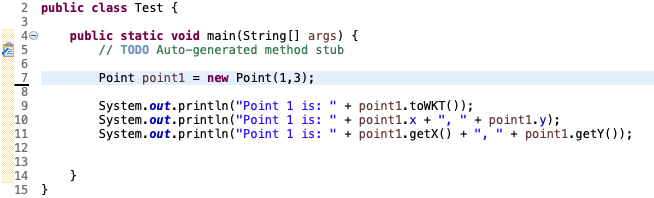 2 public class Test {
3
4 public static void main(String[] args) {
5 // TODO Auto-generated method stub
6
7 Point point1 = new Point(1,3);
8
9 System.out.println("Point 1 is: " + point1.toWKT());
10 System.out.println("Point 1 is: " + point1.x + ", " + point1.y);
11 System.out.println("Point 1 is: " + point1.getX() + ", " + point1.getY());
12
13
14 }
15 }